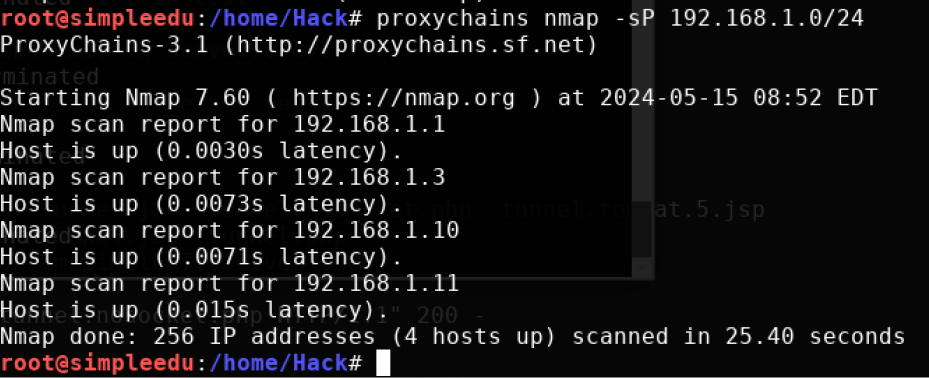 root@simpleedu:/home/Hack# proxychains nmap -sP 192.168.1.0/24
ProxyChains-3.1 (http://proxychains.sf.net)
minated
Starting Nmap 7.60 ( https://nmap.org ) at 2024-05-15 08:52 EDT
Nmap scan report for 192.168.1.1
Host is up (0.0030s latency).
Nmap scan report for 192.168.1.3
Host is up (0.0073s latency).
at.5.jsp
Nmap scan report for 192.168.1.10
Host is up (0.0071s latency).
Nmap scan report for 192.168.1.11
Host is up (0.015s latency).
200 -
Nmap done: 256 IP addresses (4 hosts up) scanned in 25.40 seconds
root@simpleedu:/home/Hack#